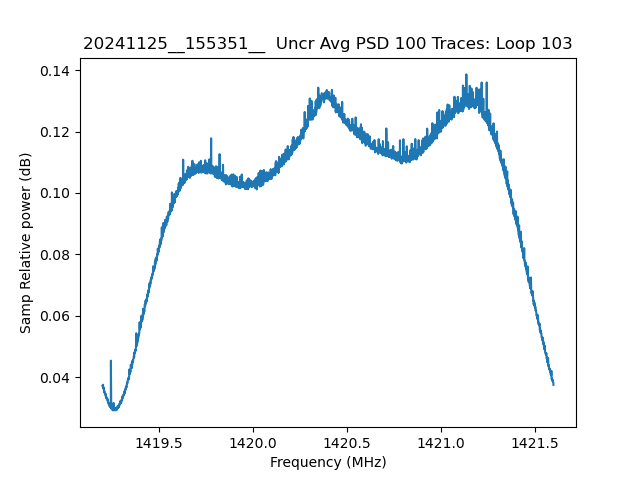 20241125__155351__  Uncr Avg PSD 100 Traces: Loop 103
0.14
0.12
0.10
0.08
0.06
0.04
Samp Relative power (dB)
1419.5 1420.0 1420.5 1421.0 1421.5
Frequency (MHz)